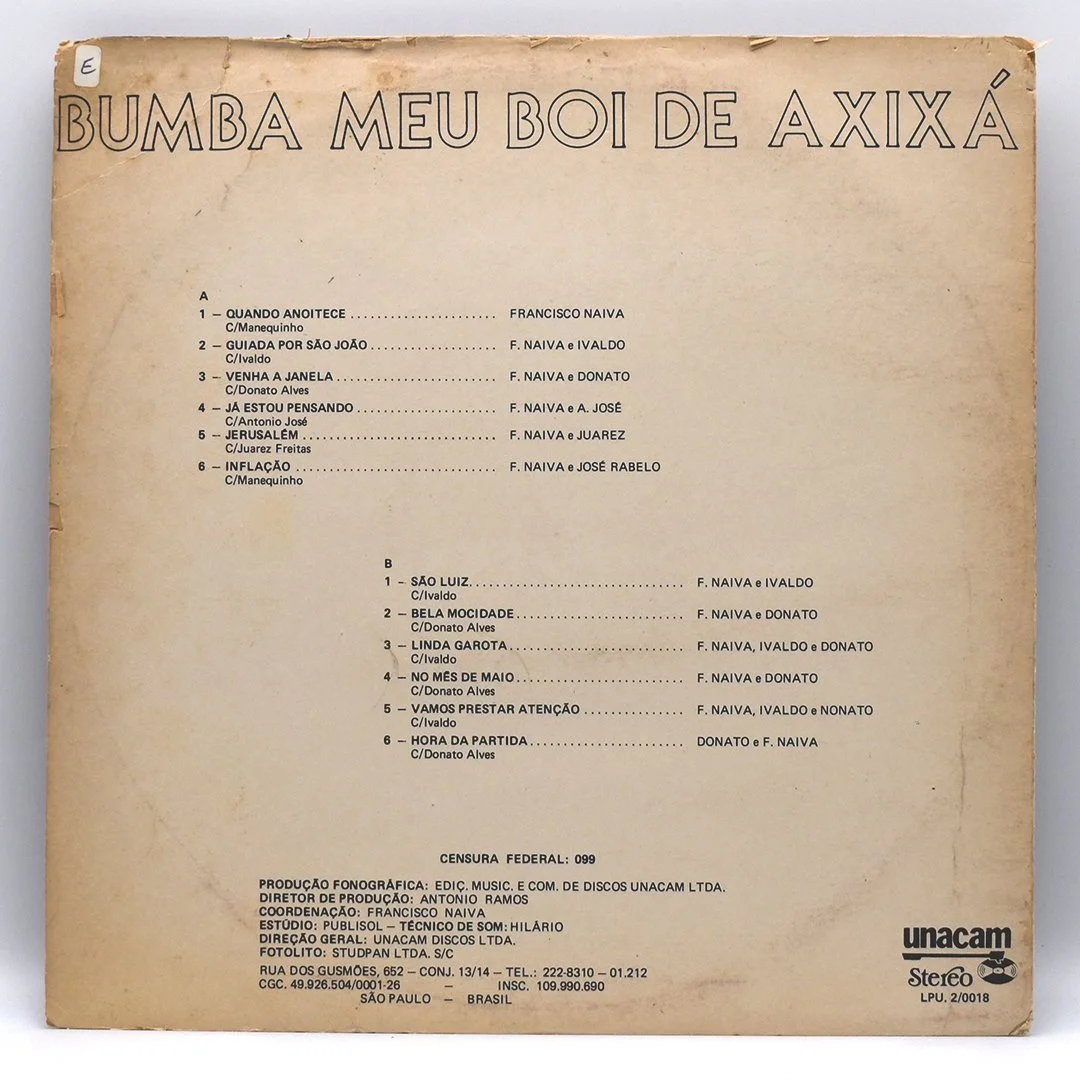 E
BUMBA MEU BOI DE AXIXÁ
A
1 – QUANDO ANOITECE ...................... FRANCISCO NAIVA
C/Manequinho
2 – GUIADA POR SÃO JOÃO ................... F. NAIVA e IVALDO
C/Ivaldo
3 – VENHA A JANELA ........................ F. NAIVA e DONATO
C/Donato Alves
4 – JÁ ESTOU PENSANDO ..................... F. NAIVA e A. JOSÉ
C/Antonio José
5 – JERUSALÉM ............................. F. NAIVA e JUAREZ
C/Juarez Freitas
6 – INFLAÇÃO .............................. F. NAIVA e JOSÉ RABELO
C/Manequinho
B
1 – SÃO LUIZ................................ F. NAIVA e IVALDO
C/Ivaldo
2 – BELA MOCIDADE......................... F. NAIVA e DONATO
C/Donato Alves
3 – LINDA GAROTA.......................... F. NAIVA, IVALDO e DONATO
C/Ivaldo
4 – NO MÊS DE MAIO......................... F. NAIVA e DONATO
C/Donato Alves
5 – VAMOS PRESTAR ATENÇÃO ............... F. NAIVA, IVALDO e NONATO
C/Ivaldo
6 – HORA DA PARTIDA....................... DONATO e F. NAIVA
C/Donato Alves
CENSURA FEDERAL: 099
PRODUÇÃO FONOGRÁFICA: EDIÇ. MUSIC. E COM. DE DISCOS UNACAM LTDA.
DIRETOR DE PRODUÇÃO: ANTONIO RAMOS
COORDENAÇÃO: FRANCISCO NAIVA
ESTÚDIO: PUBLISOL – TÉCNICO DE SOM: HILÁRIO
DIREÇÃO GERAL: UNACAM DISCOS LTDA.
FOTOLITO: STUDPAN LTDA. S/C
RUA DOS GUSMÕES, 652 – CONJ. 13/14 – TEL.: 222-8310 – 01.212
CGC. 49.926.504/0001-26 – INSC. 109.990.690
SÃO PAULO – BRASIL
unacam
Stereo
LPU. 2/0018